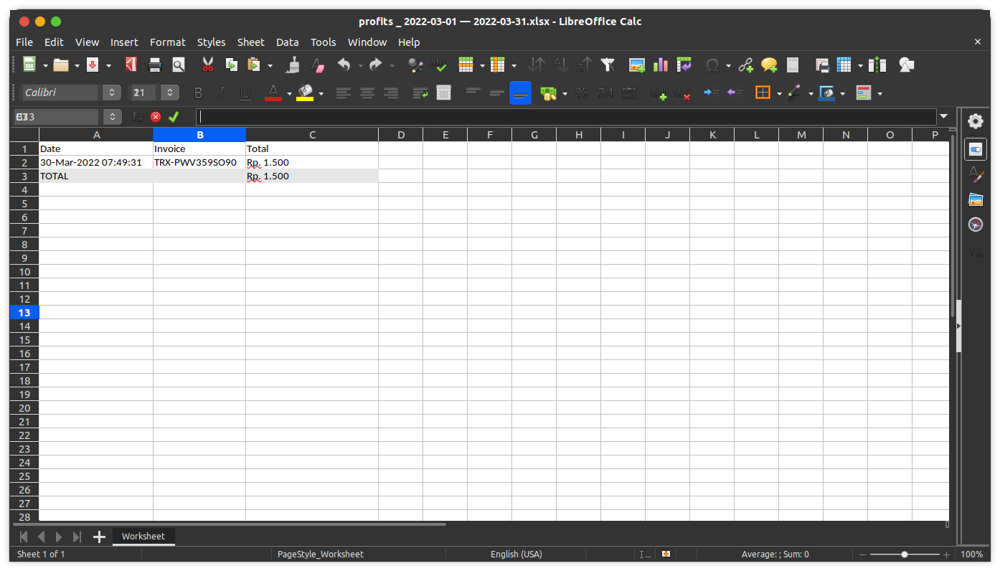 profits _ 2022-03-01 — 2022-03-31.xlsx - LibreOffice Calc
File Edit View Insert Format Styles Sheet Data Tools Window Help
Calibri
A B C D E F G H I J K L M N O P
1 Date Invoice Total
2 30-Mar-2022 07:49:31 TRX-PWV359SO90 Rp. 1.500
3 TOTAL Rp. 1.500
4
5
6
7
8
9
10
11
12
13
14
15
16
17
18
19
20
21
22
23
24
25
26
27
28
Worksheet
Sheet 1 of 1 PageStyle_Worksheet English (USA) Average: ; Sum: 0 100%